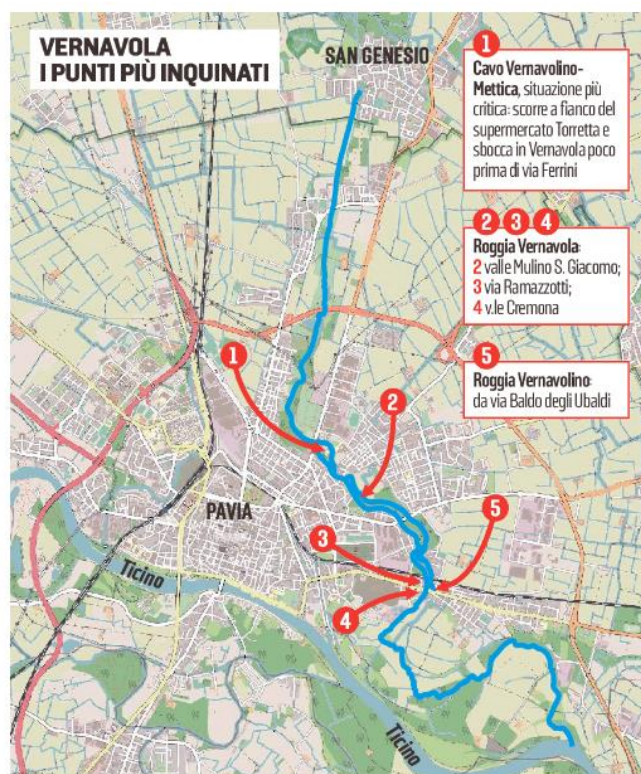 VERNAVOLA
I PUNTI PIÙ INQUINATI
SAN GENESIO
1
Cavo Vernavolino-
Mettica, situazione più
critica: scorre a fianco del
supermercato Torretta e
sbocca in Vernavola poco
prima di via Ferrini
2 3 4
Roggia Vernavola:
2 valle Mulino S. Giacomo;
3 via Ramazzotti;
4 v.le Cremona
5
Roggia Vernavolino:
da via Baldo degli Ubaldi
1
2
PAVIA
3
5
4
Ticino
Ticino